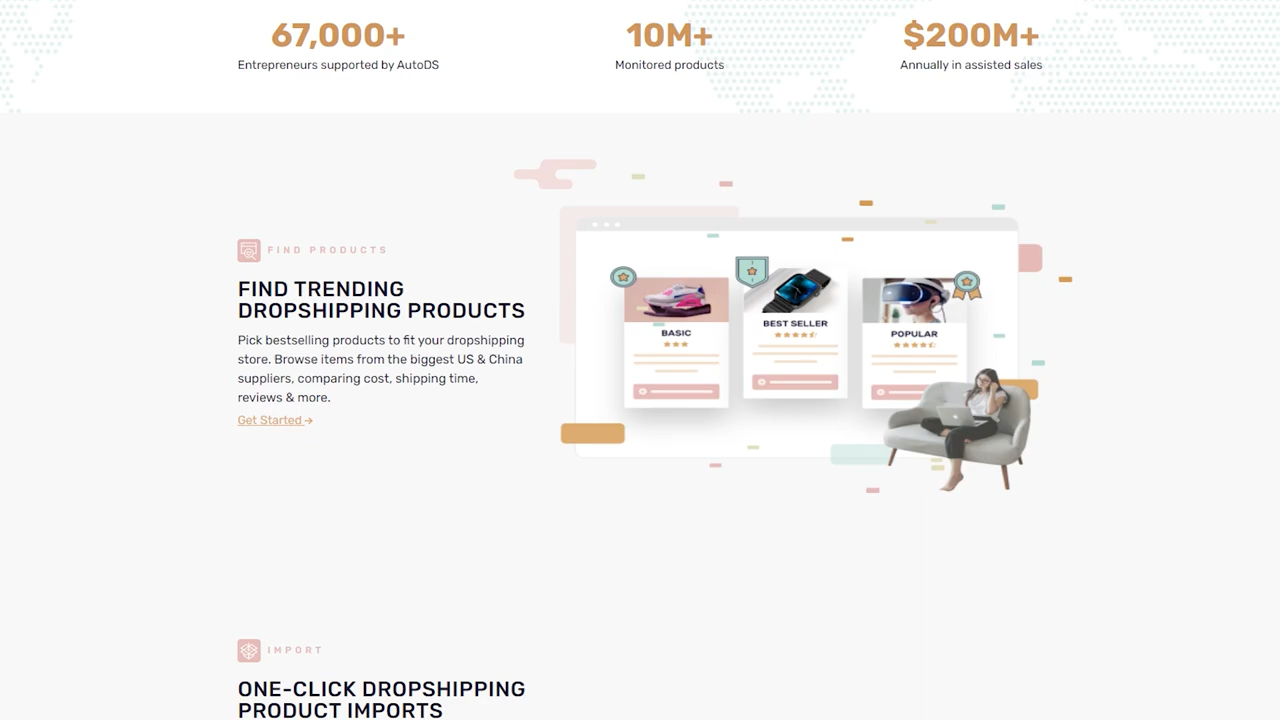 67,000+
Entrepreneurs supported by AutoDS
10M+
Monitored products
$200M+
Annually in assisted sales
FIND PRODUCTS
FIND TRENDING
DROPSHIPPING PRODUCTS
Pick bestselling products to fit your dropshipping
store. Browse items from the biggest US & China
suppliers, comparing cost, shipping time,
reviews & more.
Get Started →
BASIC
BEST SELLER
POPULAR
IMPORT
ONE-CLICK DROPSHIPPING
PRODUCT IMPORTS